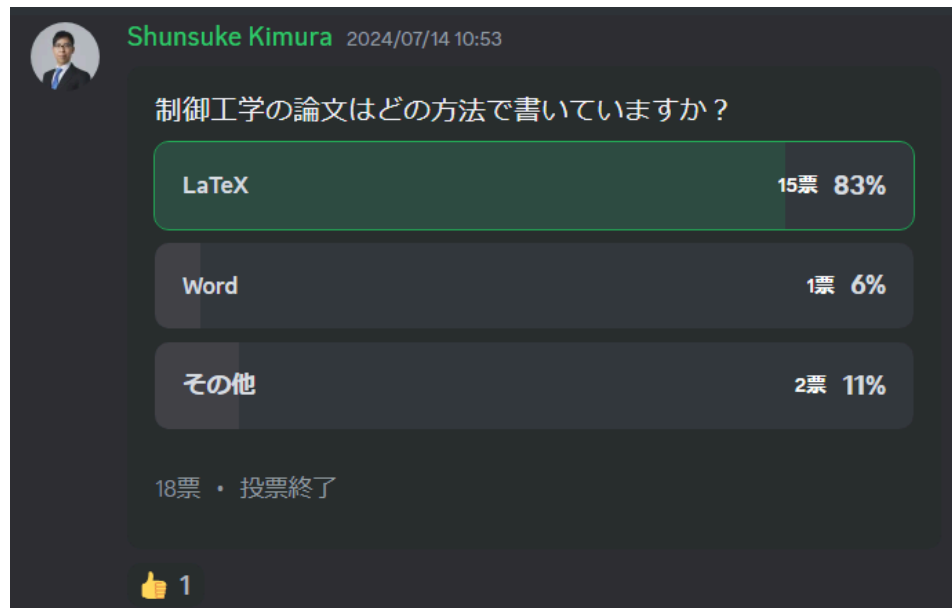 Shunsuke Kimura 2024/07/14 10:53
制御工学の論文はどの方法で書いていますか？
LaTeX 15票 83%
Word 1票 6%
その他 2票 11%
18票 • 投票終了
👍 1